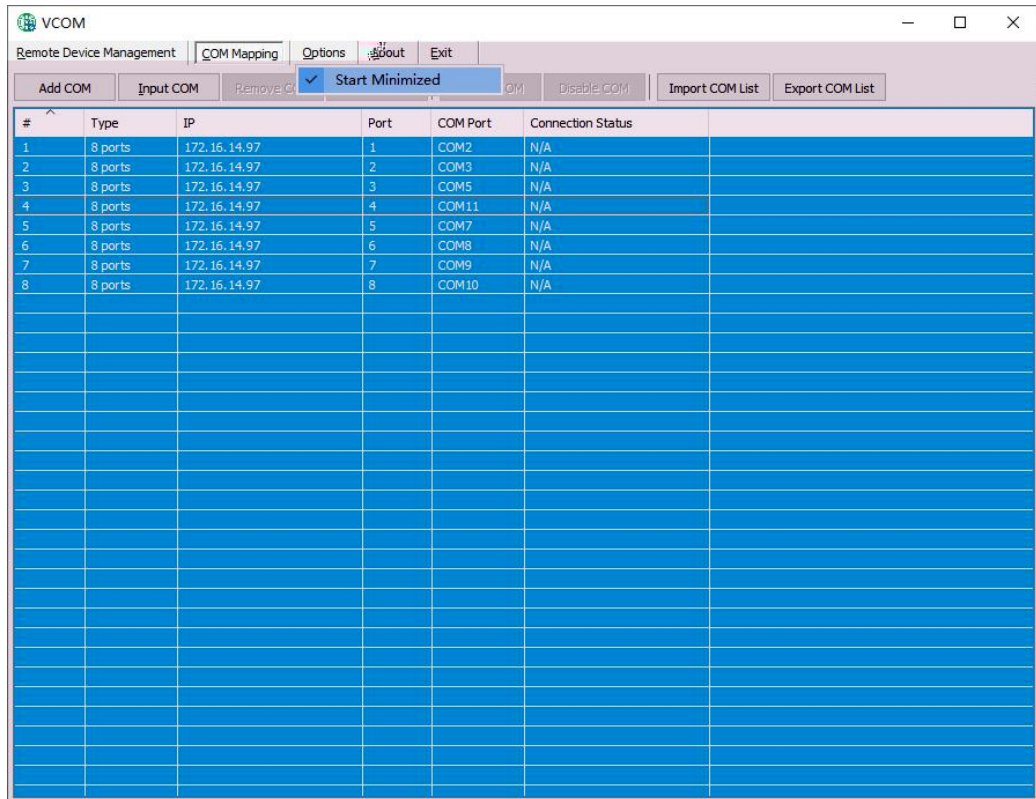 VCOM
Remote Device Management COM Mapping Options About Exit
Start Minimized
Add COM Input COM Remove Disable COM Import COM List Export COM List
# Type IP Port COM Port Connection Status
1 8 ports 172.16.14.97 1 COM2 N/A
2 8 ports 172.16.14.97 2 COM3 N/A
3 8 ports 172.16.14.97 3 COM5 N/A
4 8 ports 172.16.14.97 4 COM11 N/A
5 8 ports 172.16.14.97 5 COM7 N/A
6 8 ports 172.16.14.97 6 COM8 N/A
7 8 ports 172.16.14.97 7 COM9 N/A
8 8 ports 172.16.14.97 8 COM10 N/A